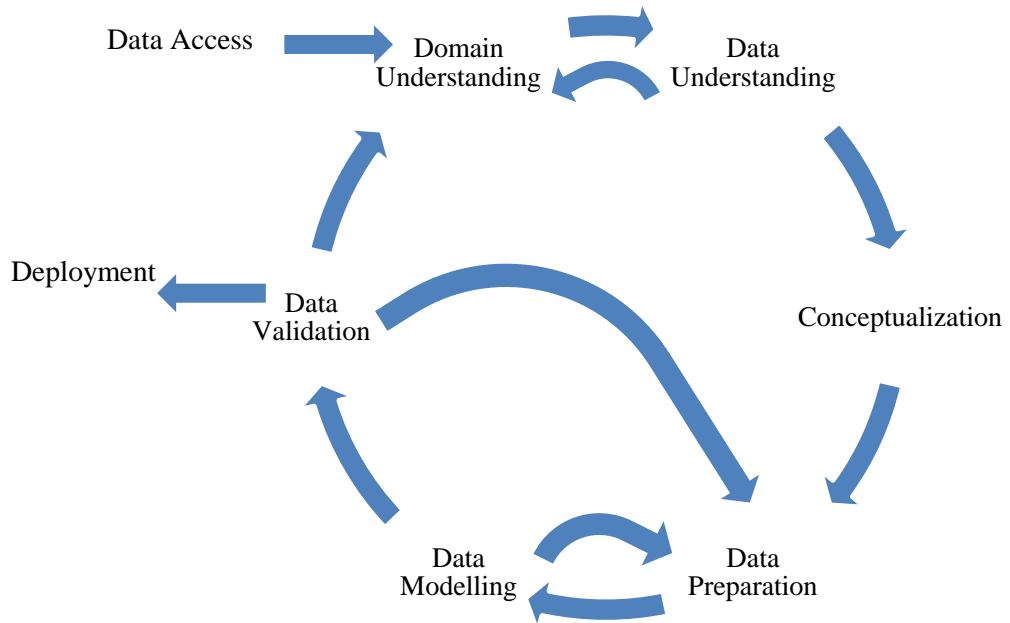 Data Access
Domain
Understanding
Data
Understanding
Deployment
Data
Validation
Conceptualization
Data
Modelling
Data
Preparation